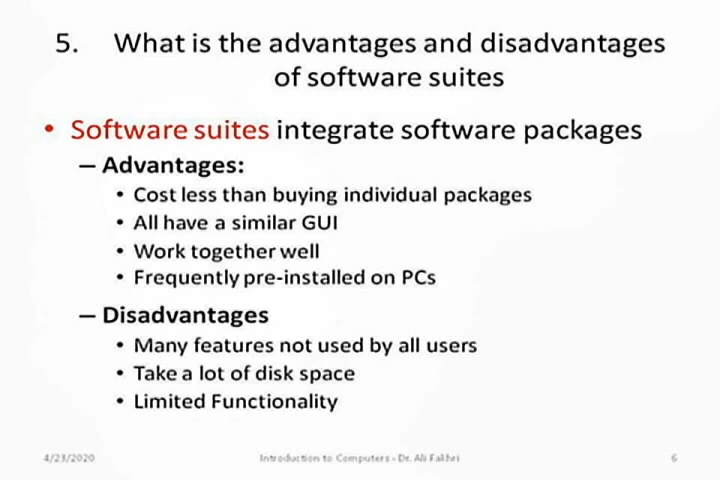 5. What is the advantages and disadvantages
of software suites
• Software suites integrate software packages
– Advantages:
• Cost less than buying individual packages
• All have a similar GUI
• Work together well
• Frequently pre-installed on PCs
– Disadvantages
• Many features not used by all users
• Take a lot of disk space
• Limited Functionality
4/23/2020 Introduction to Computers - Dr. Ali Fakhri 6